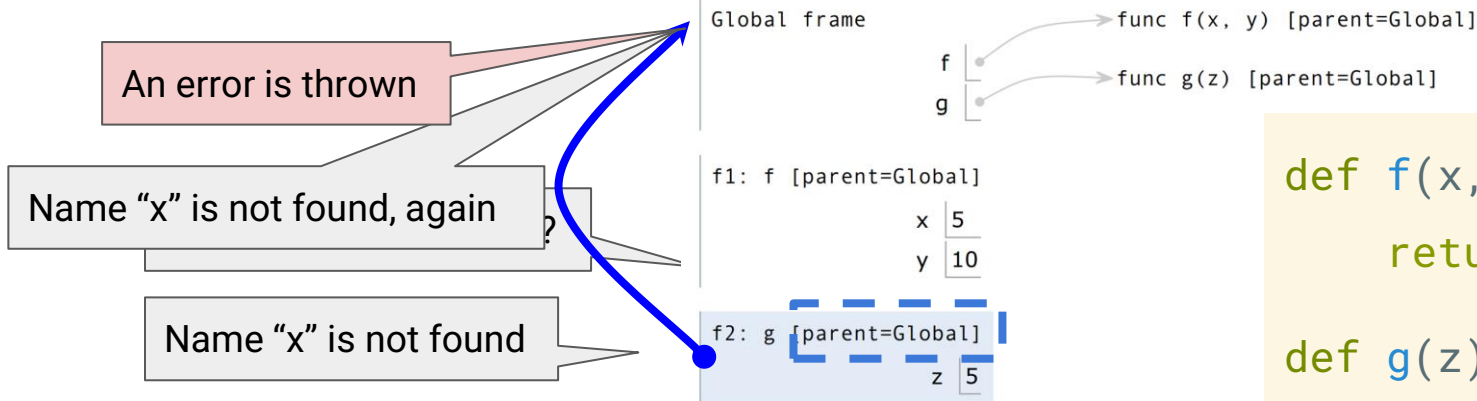 An error is thrown
Name “x” is not found, again
?
Name “x” is not found
Global frame
f
g
func f(x, y) [parent=Global]
func g(z) [parent=Global]
f1: f [parent=Global]
x 5
y 10
f2: g [parent=Global]
z 5
def f(x,
retu
def g(z)